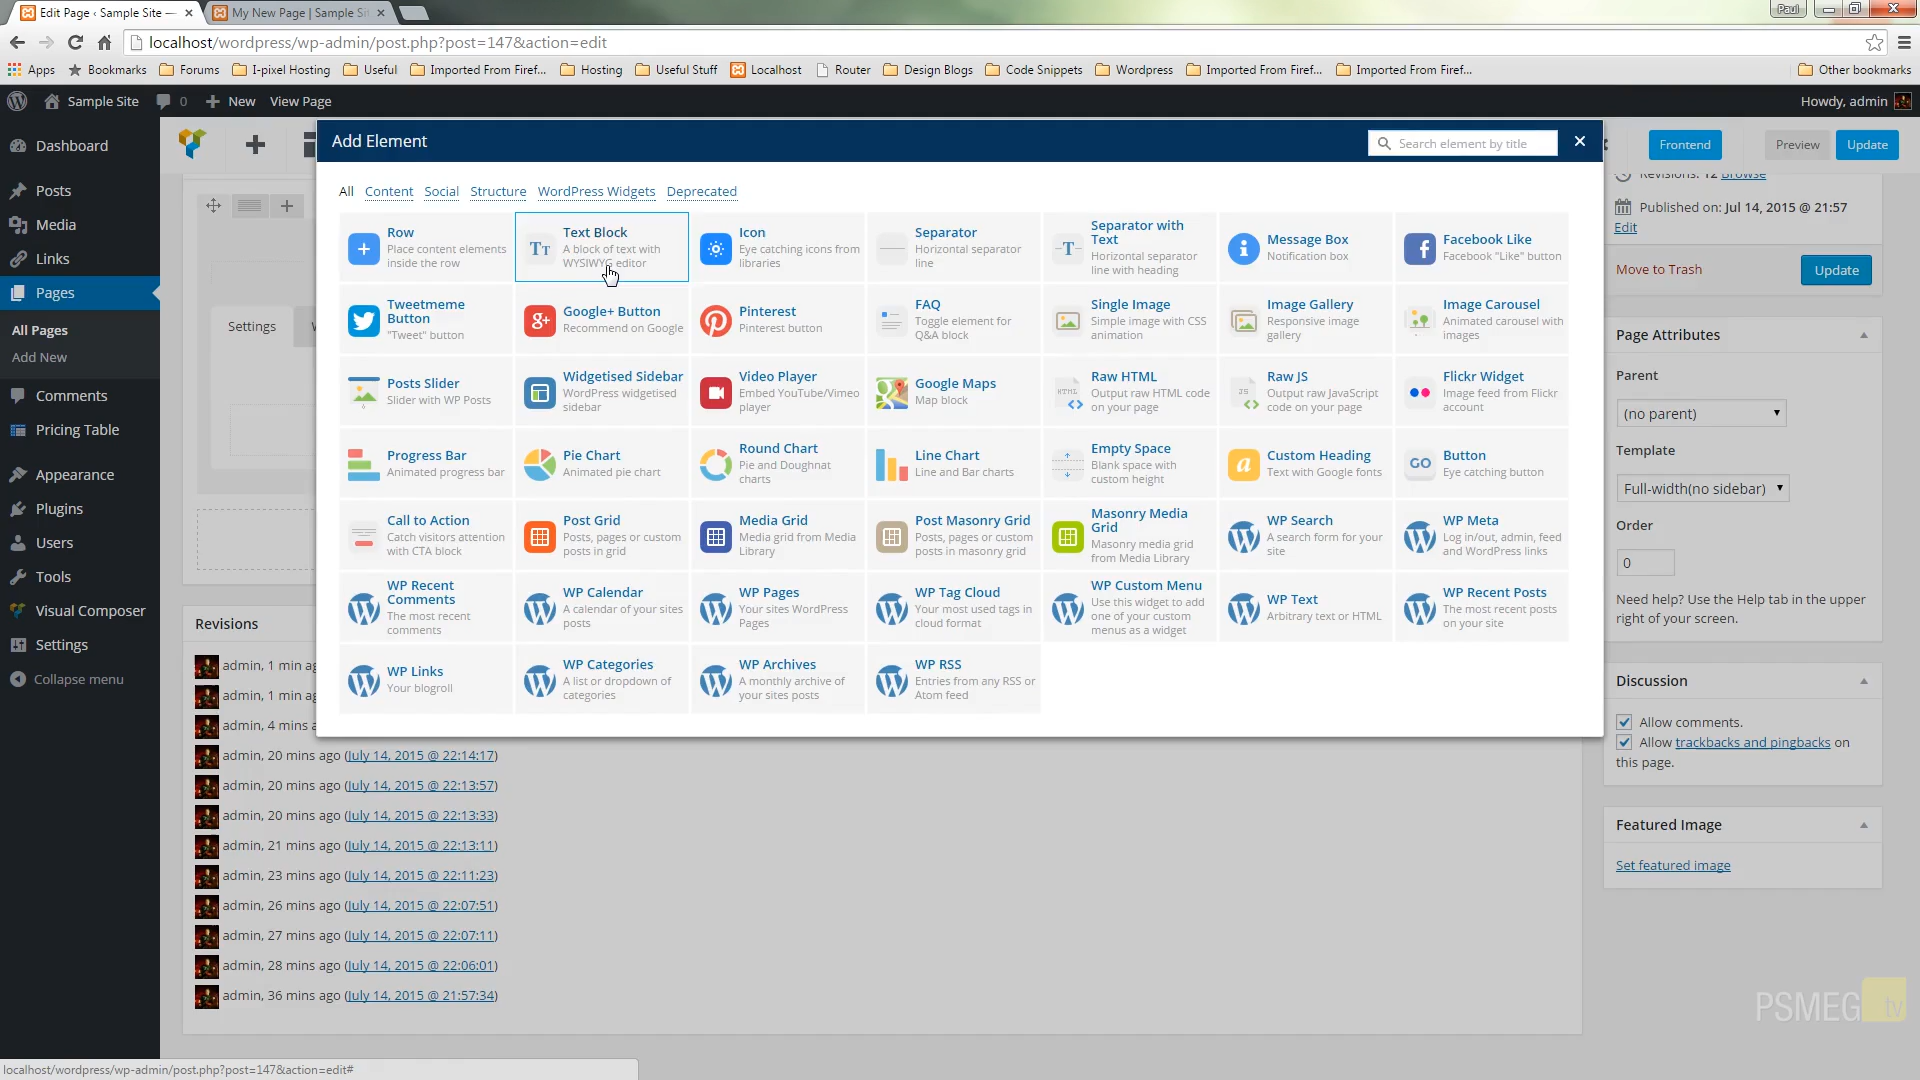 Edit Page ‹ Sample Site —
My New Page | Sample Si
Paul
localhost/wordpress/wp-admin/post.php?post=147&action=edit
Apps
Bookmarks
Forums
I-pixel Hosting
Useful
Imported From Firef...
Hosting
Useful Stuff
Localhost
Router
Design Blogs
Code Snippets
Wordpress
Imported From Firef...
Imported From Firef...
Other bookmarks
Sample Site
0
New
View Page
Howdy, admin
Dashboard
Posts
Media
Links
Pages
All Pages
Add New
Comments
Pricing Table
Appearance
Plugins
Users
Tools
Visual Composer
Settings
Collapse menu
Add Element
Search element by title
All Content Social Structure WordPress Widgets Deprecated
Row
Place content elements
inside the row
Text Block
A block of text with
WYSIWYG editor
Icon
Eye catching icons from
libraries
Separator
Horizontal separator
line
Separator with
Text
Horizontal separator
line with heading
Message Box
Notification box
Facebook Like
Facebook "Like" button
Tweetmeme
Button
"Tweet" button
Google+ Button
Recommend on Google
Pinterest
Pinterest button
FAQ
Toggle element for
Q&A block
Single Image
Simple image with CSS
animation
Image Gallery
Responsive image
gallery
Image Carousel
Animated carousel with
images
Posts Slider
Slider with WP Posts
Widgetised Sidebar
WordPress widgetised
sidebar
Video Player
Embed YouTube/Vimeo
player
Google Maps
Map block
Raw HTML
Output raw HTML code
on your page
Raw JS
Output raw JavaScript
code on your page
Flickr Widget
Image feed from Flickr
account
Progress Bar
Animated progress bar
Pie Chart
Animated pie chart
Round Chart
Pie and Doughnat
charts
Line Chart
Line and Bar charts
Empty Space
Blank space with
custom height
Custom Heading
Text with Google fonts
GO
Button
Eye catching button
Call to Action
Catch visitors attention
with CTA block
Post Grid
Posts, pages or custom
posts in grid
Media Grid
Media grid from Media
Library
Post Masonry Grid
Posts, pages or custom
posts in masonry grid
Masonry Media
Grid
Masonry media grid
from Media Library
WP Search
A search form for your
site
WP Meta
Log in/out, admin, feed
and WordPress links
WP Recent
Comments
The most recent
comments
WP Calendar
A calendar of your sites
posts
WP Pages
Your sites WordPress
Pages
WP Tag Cloud
Your most used tags in
cloud format
WP Custom Menu
Use this widget to add
one of your custom
menus as a widget
WP Text
Arbitrary text or HTML
WP Recent Posts
The most recent posts
on your site
WP Links
Your blogroll
WP Categories
A list or dropdown of
categories
WP Archives
A monthly archive of
your sites posts
WP RSS
Entries from any RSS or
Atom feed
Settings
Revisions
admin, 1 min ag
admin, 1 min ag
admin, 4 mins a
admin, 20 mins ago (July 14, 2015 @ 22:14:17)
admin, 20 mins ago (July 14, 2015 @ 22:13:57)
admin, 20 mins ago (July 14, 2015 @ 22:13:33)
admin, 21 mins ago (July 14, 2015 @ 22:13:11)
admin, 23 mins ago (July 14, 2015 @ 22:11:23)
admin, 26 mins ago (July 14, 2015 @ 22:07:51)
admin, 27 mins ago (July 14, 2015 @ 22:07:11)
admin, 28 mins ago (July 14, 2015 @ 22:06:01)
admin, 36 mins ago (July 14, 2015 @ 21:57:34)
Frontend
Preview
Update
Revisions: 12 Browse
Published on: Jul 14, 2015 @ 21:57
Edit
Move to Trash
Update
Page Attributes
Parent
(no parent)
Template
Full-width(no sidebar)
Order
0
Need help? Use the Help tab in the upper
right of your screen.
Discussion
Allow comments.
Allow trackbacks and pingbacks on
this page.
Featured Image
Set featured image
PSMEG tv
localhost/wordpress/wp-admin/post.php?post=147&action=edit#